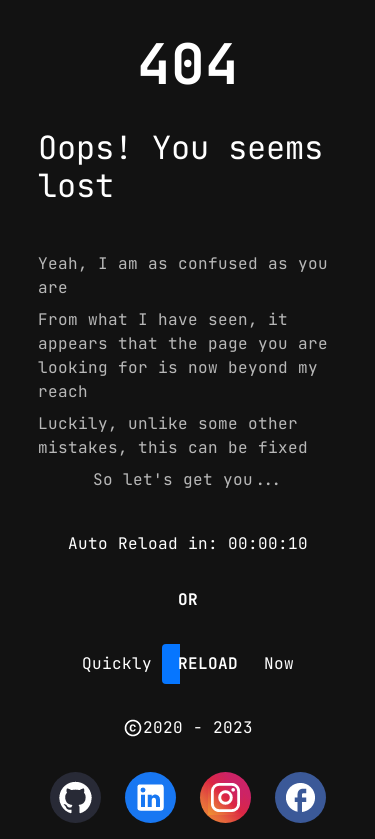 404
Oops! You seems
lost
Yeah, I am as confused as you
are
From what I have seen, it
appears that the page you are
looking for is now beyond my
reach
Luckily, unlike some other
mistakes, this can be fixed
So let's get you...
Auto Reload in: 00:00:10
OR
Quickly RELOAD Now
©2020 - 2023